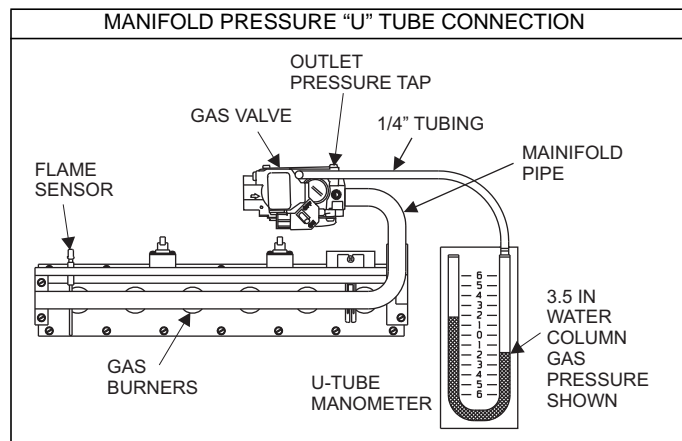 MANIFOLD PRESSURE “U” TUBE CONNECTION
OUTLET
PRESSURE TAP
GAS VALVE
1/4” TUBING
FLAME
SENSOR
MAINIFOLD
PIPE
6
5
4
3
2
1
0
1
2
3
4
5
6
3.5 IN
WATER
COLUMN
GAS
PRESSURE
SHOWN
GAS
BURNERS
U-TUBE
MANOMETER